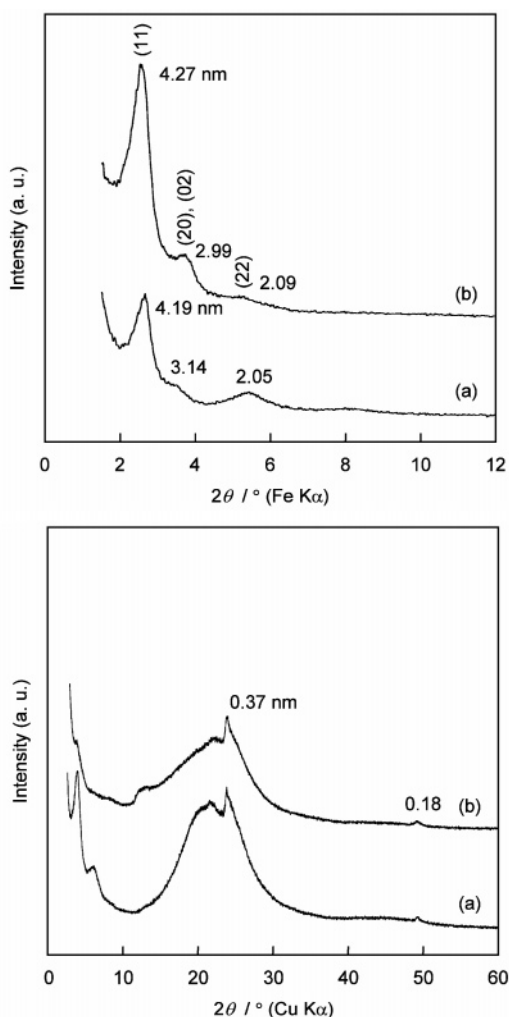 (11)
4.27 nm
(20), (02)
2.99
(22)
2.09
(b)
4.19 nm
3.14
2.05
(a)
Intensity (a. u.)
0 2 4 6 8 10 12
2θ / ° (Fe Kα)
0.37 nm
0.18
(b)
(a)
Intensity (a. u.)
0 10 20 30 40 50 60
2θ / ° (Cu Kα)